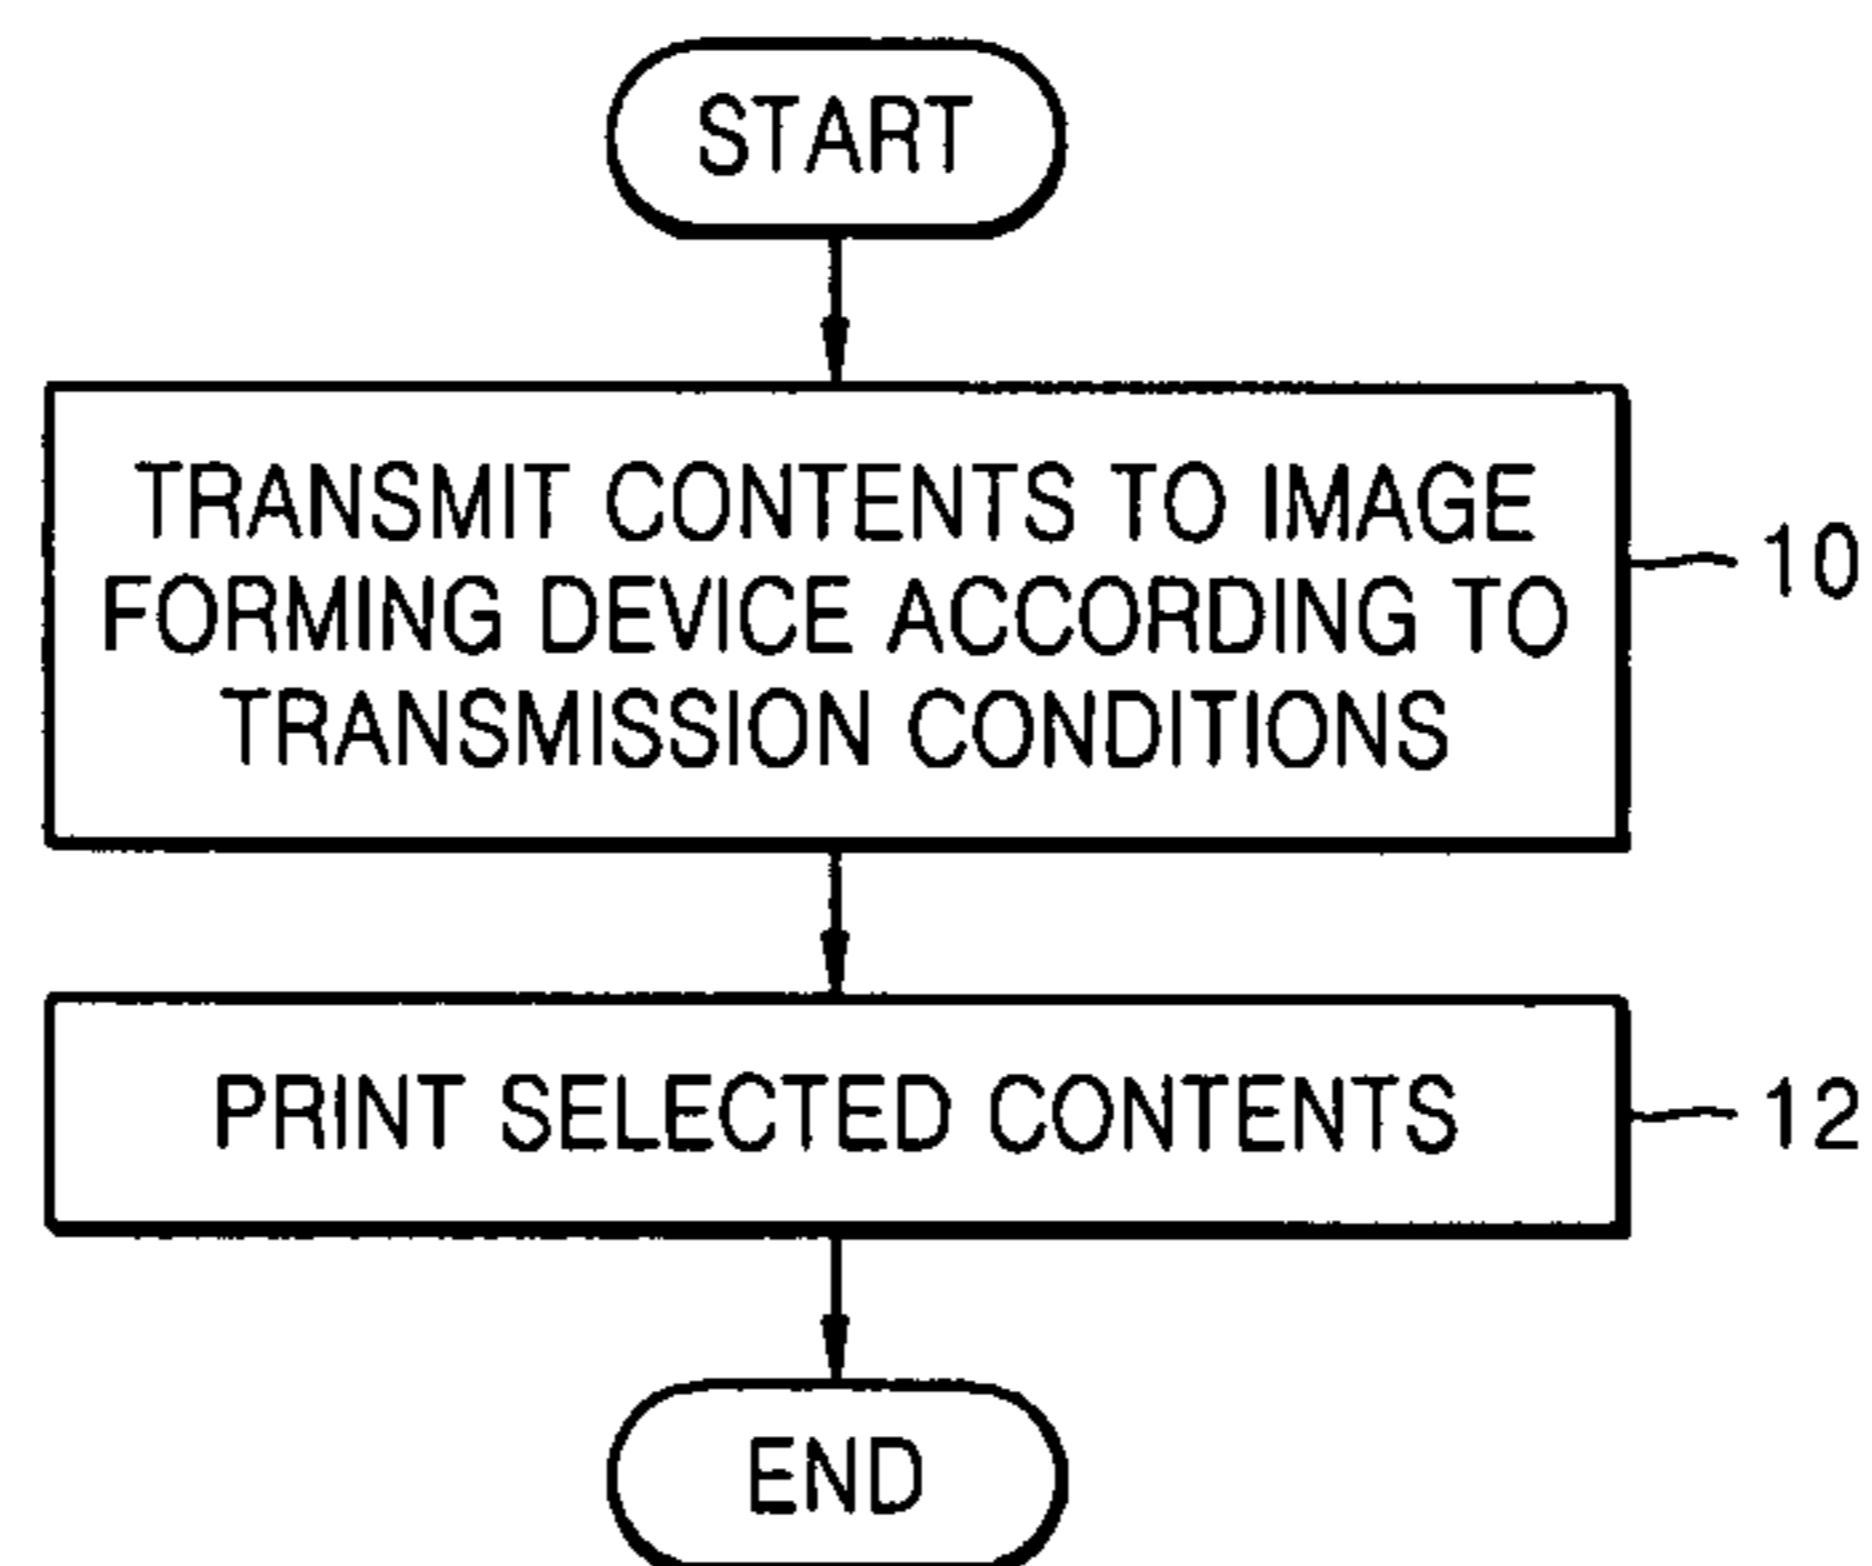 START
TRANSMIT CONTENTS TO IMAGE
FORMING DEVICE ACCORDING TO
TRANSMISSION CONDITIONS
10
PRINT SELECTED CONTENTS
12
END